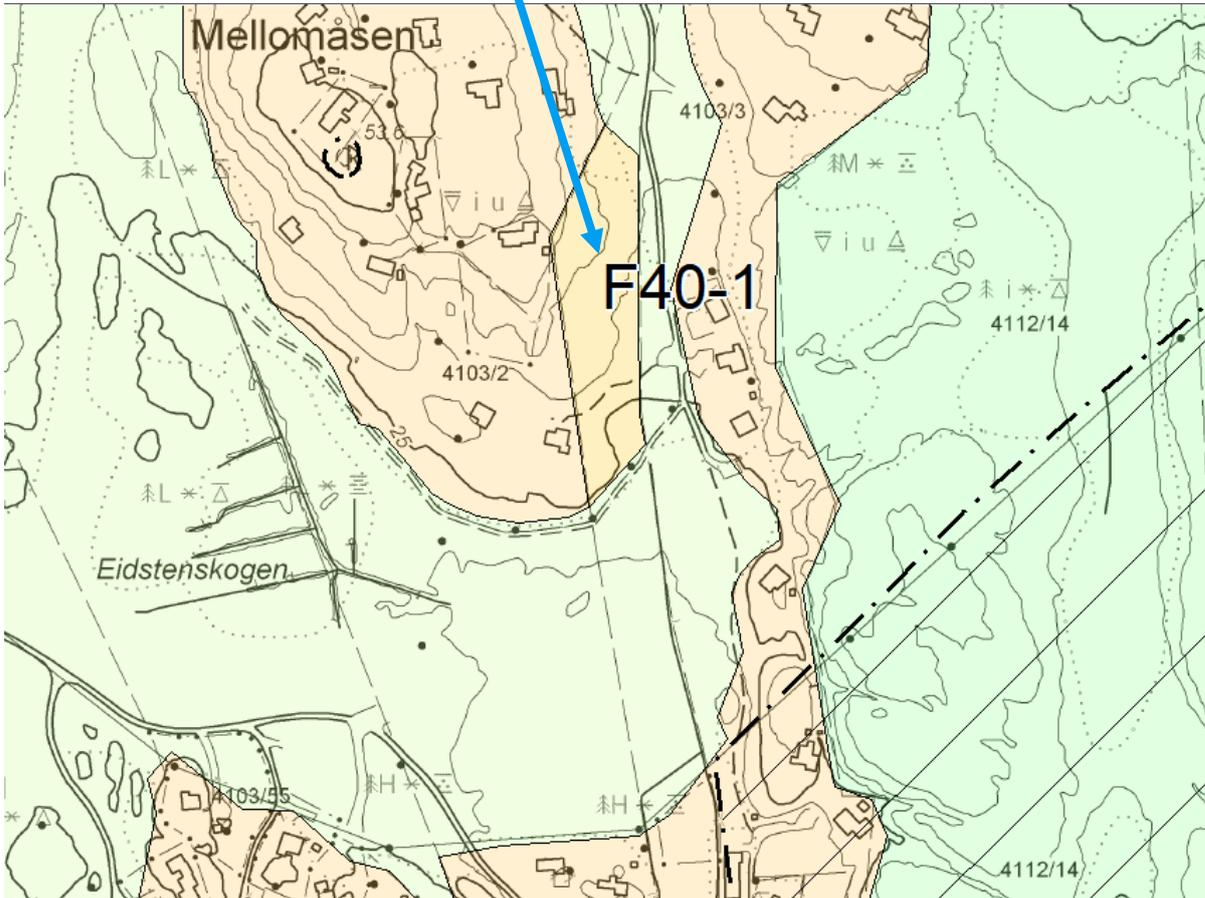 Mellomåsen
4103/3
53,6
L
M
i u
i u
F40-1
i
4112/14
4103/2
25
L
Eidstenskogen
4103/55
H
H
4112/14